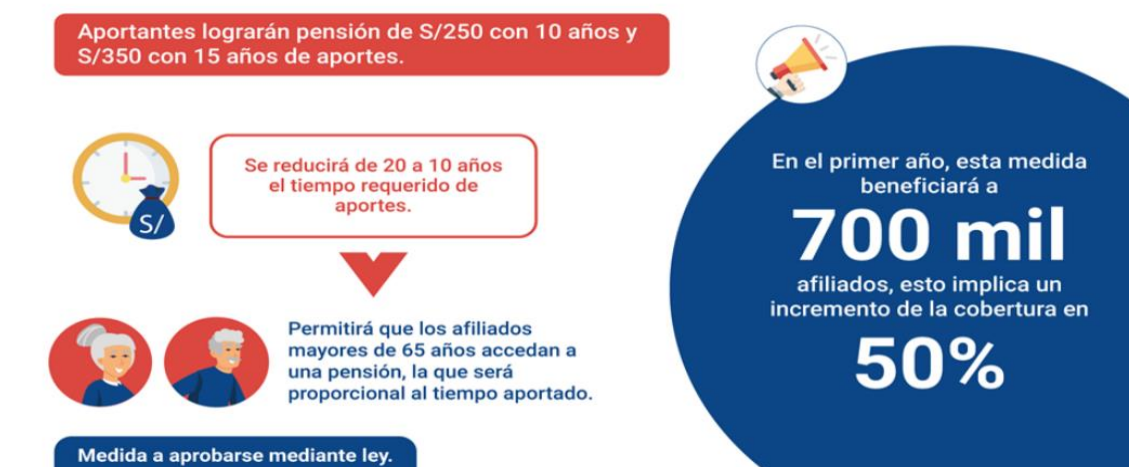 Aportantes lograrán pensión de S/250 con 10 años y
S/350 con 15 años de aportes.
Se reducirá de 20 a 10 años
el tiempo requerido de
aportes.
S/
Permitirá que los afiliados
mayores de 65 años accedan a
una pensión, la que será
proporcional al tiempo aportado.
Medida a aprobarse mediante ley.
En el primer año, esta medida
beneficiará a
700 mil
afiliados, esto implica un
incremento de la cobertura en
50%